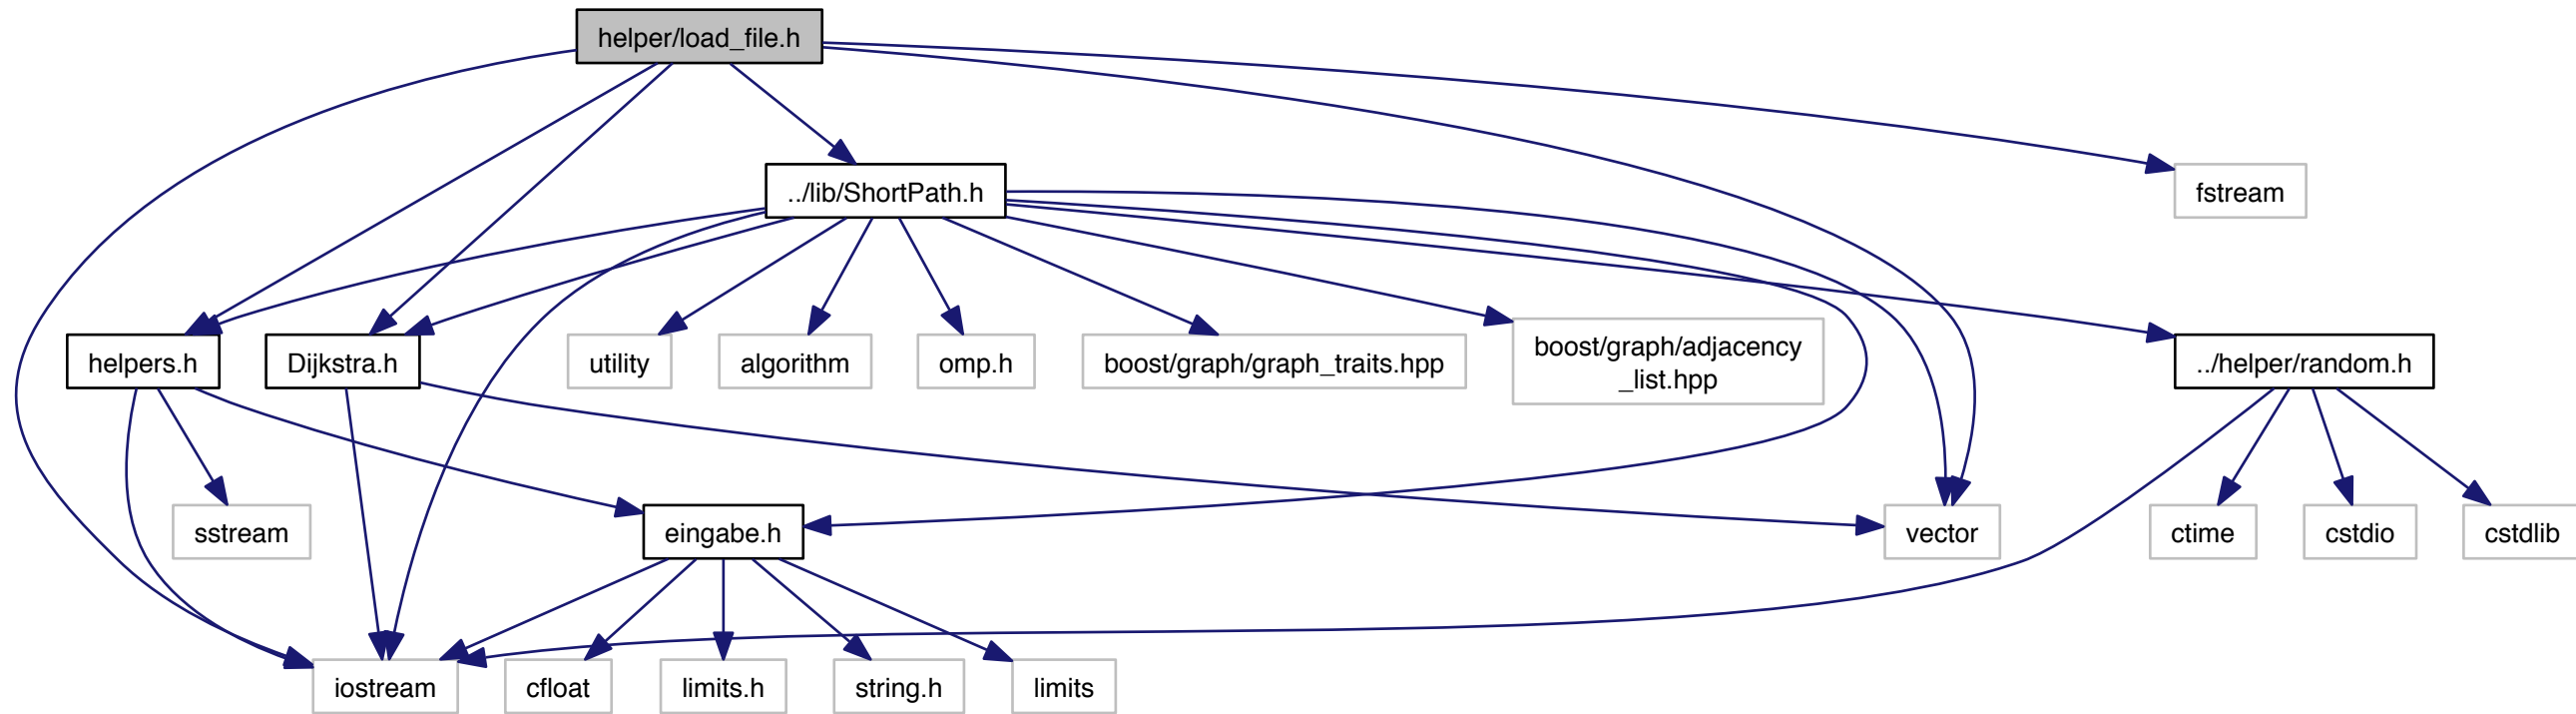 helper/load_file.h
../lib/ShortPath.h
fstream
helpers.h
Dijkstra.h
utility
algorithm
omp.h
boost/graph/graph_traits.hpp
boost/graph/adjacency
_list.hpp
../helper/random.h
sstream
eingabe.h
vector
ctime
cstdio
cstdlib
iostream
cfloat
limits.h
string.h
limits